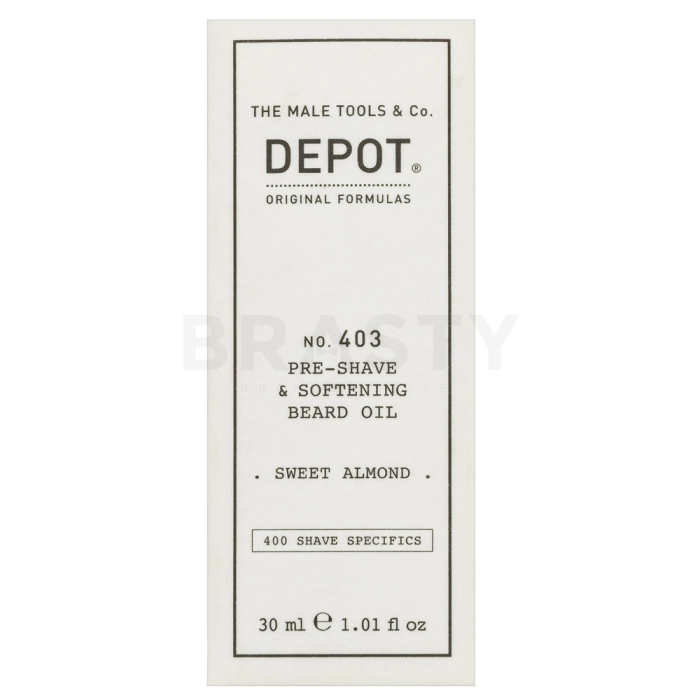 THE MALE TOOLS & Co.
DEPOT®
ORIGINAL FORMULAS
BRASTY
NO. 403
PRE-SHAVE
& SOFTENING
BEARD OIL
. SWEET ALMOND .
400 SHAVE SPECIFICS
30 ml ℮ 1.01 fl oz